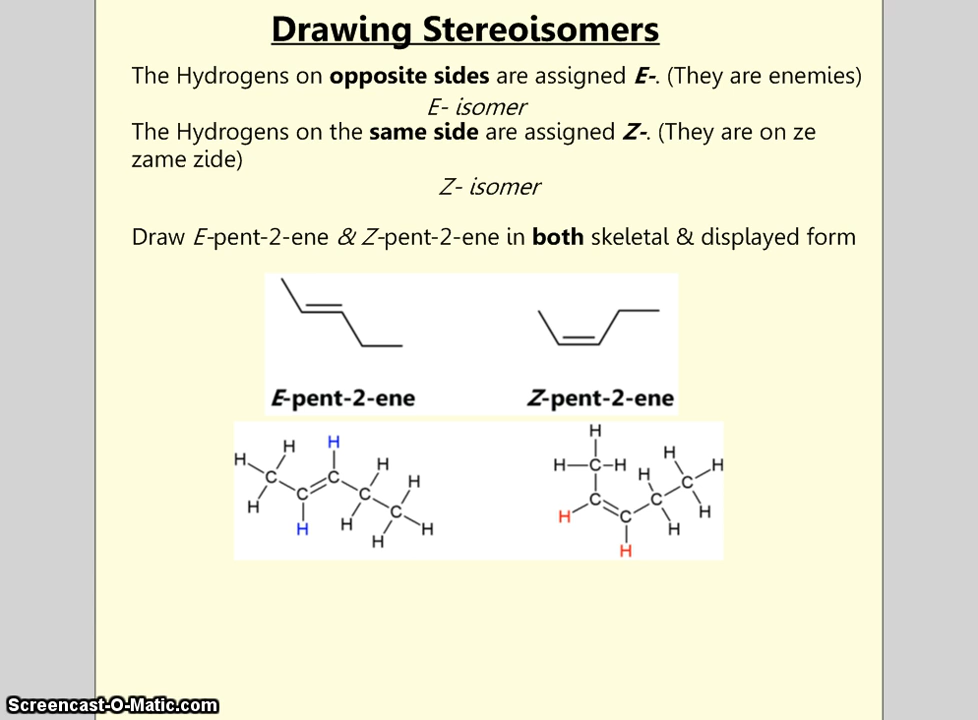 Drawing Stereoisomers
The Hydrogens on opposite sides are assigned E-. (They are enemies)
E- isomer
The Hydrogens on the same side are assigned Z-. (They are on ze
zame zide)
Z- isomer
Draw E-pent-2-ene & Z-pent-2-ene in both skeletal & displayed form
E-pent-2-ene
Z-pent-2-ene
H
H H H
H—C–H H H
H C C H H C H
C C C C
H H C H C H H
H H H
H H
Screencast-O-Matic.com